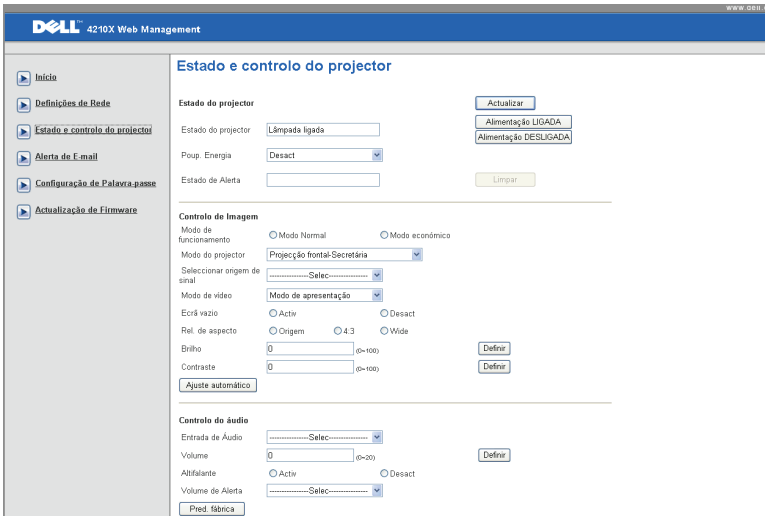 www.dell.
DELL™ 4210X Web Management
Início
Definições de Rede
Estado e controlo do projector
Alerta de E-mail
Configuração de Palavra-passe
Actualização de Firmware
Estado e controlo do projector
Estado do projector Actualizar
Alimentação LIGADA
Estado do projector Lâmpada ligada Alimentação DESLIGADA
Poup. Energia Desact
Estado de Alerta Limpar
Controlo de Imagem
Modo de
funcionamento Modo Normal Modo económico
Modo do projector Projecção frontal-Secretária
Seleccionar origem de
sinal ----------------Selec----------------
Modo de vídeo Modo de apresentação
Ecrã vazio Activ Desact
Rel. de aspecto Origem 4:3 Wide
Brilho 0 (0~100) Definir
Contraste 0 (0~100) Definir
Ajuste automático
Controlo do áudio
Entrada de Áudio ----------------Selec----------------
Volume 0 (0~20) Definir
Altifalante Activ Desact
Volume de Alerta ----------------Selec----------------
Pred. fábrica